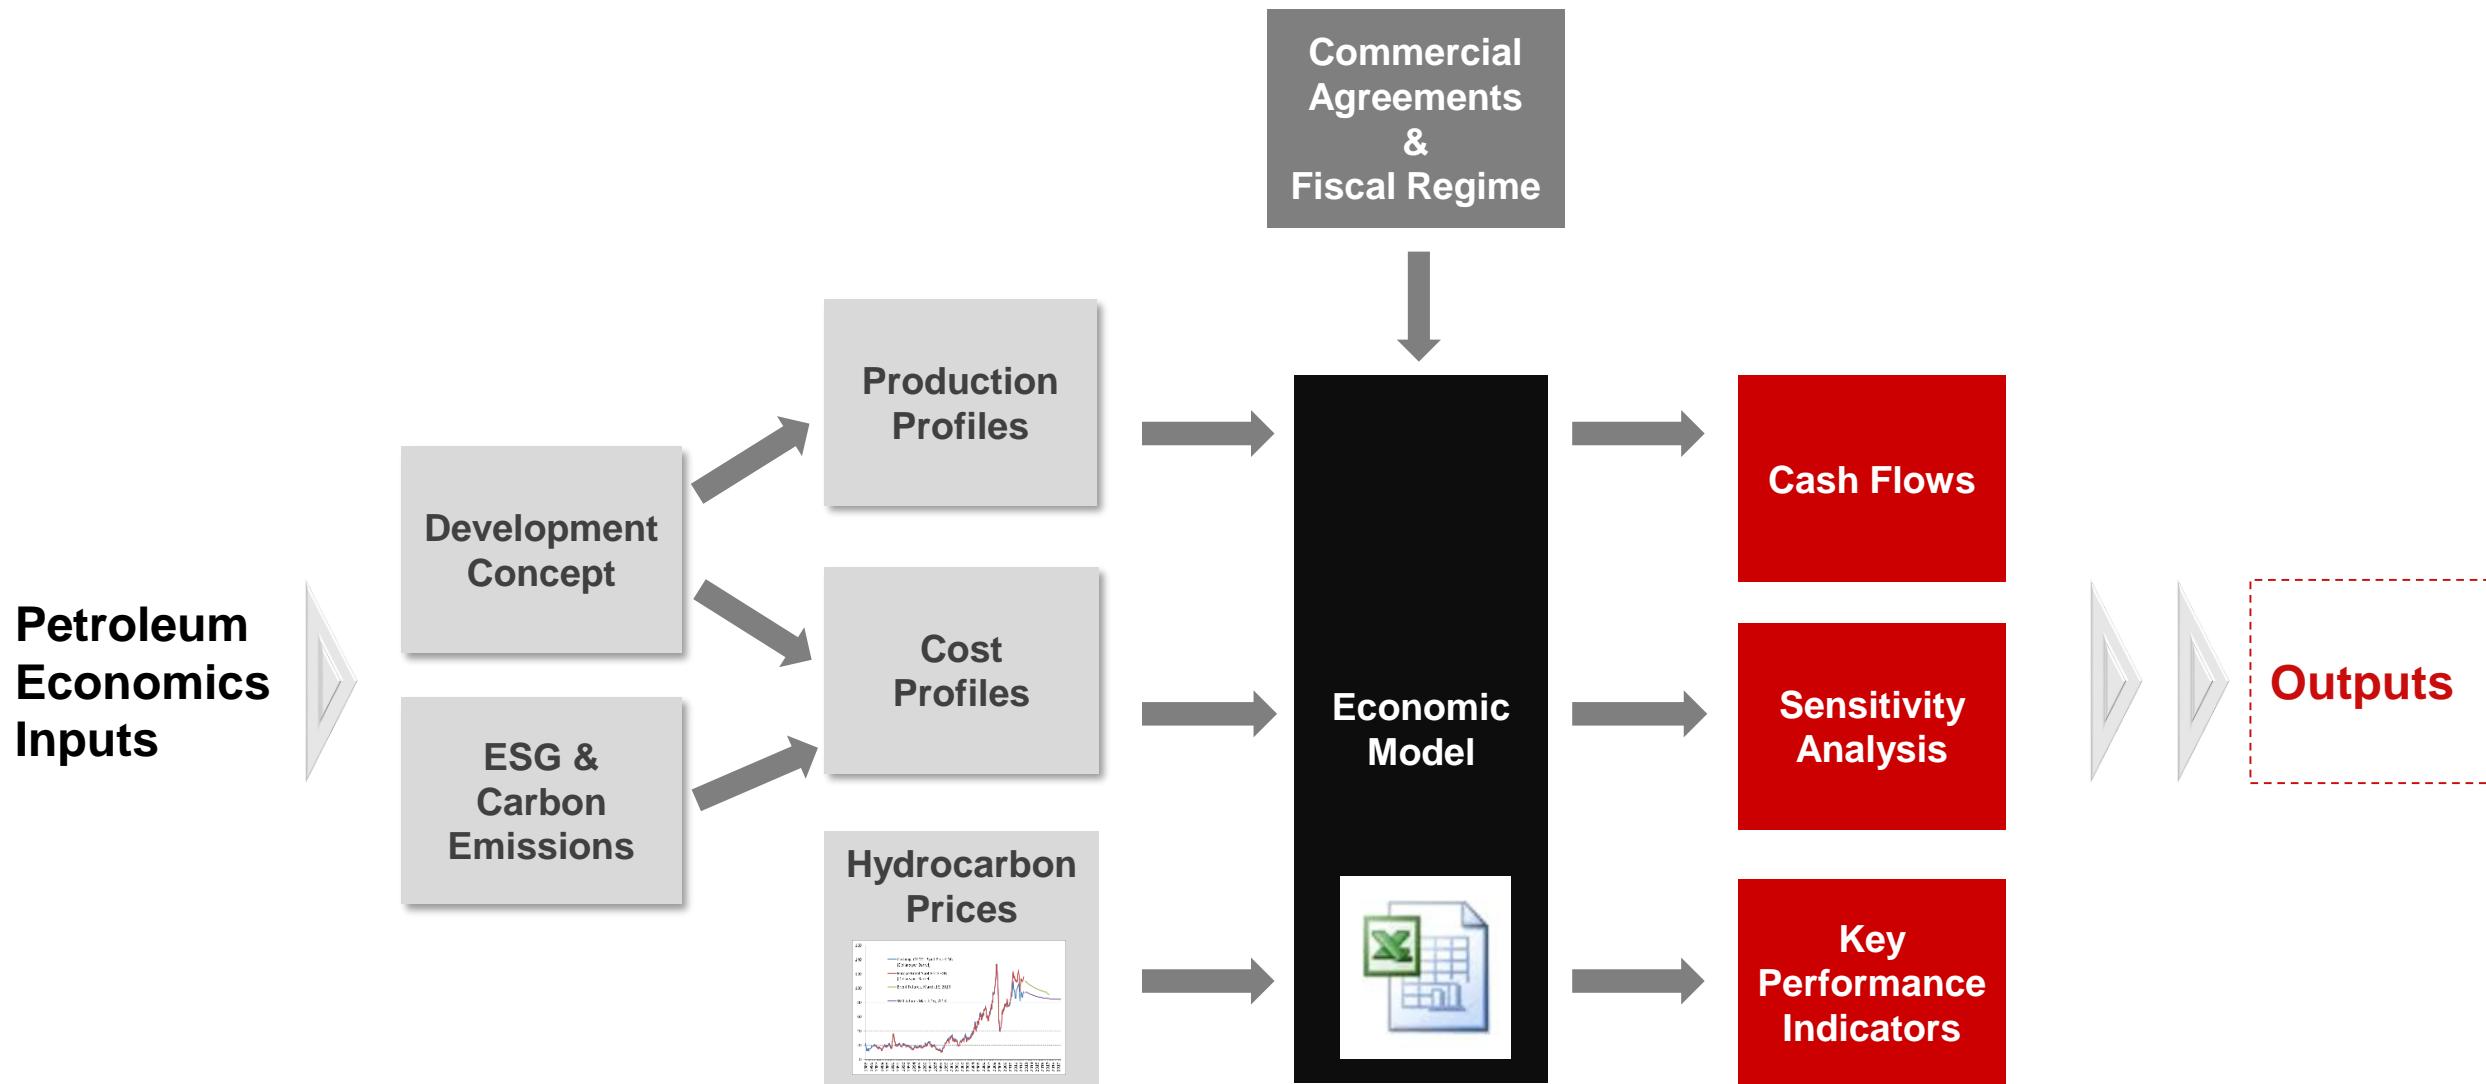 Commercial
Agreements
&
Fiscal Regime
Production
Profiles
Development
Concept
Cash Flows
Petroleum
Economics
Inputs
Cost
Profiles
Economic
Model
Sensitivity
Analysis
Outputs
ESG &
Carbon
Emissions
Hydrocarbon
Prices
Key
Performance
Indicators